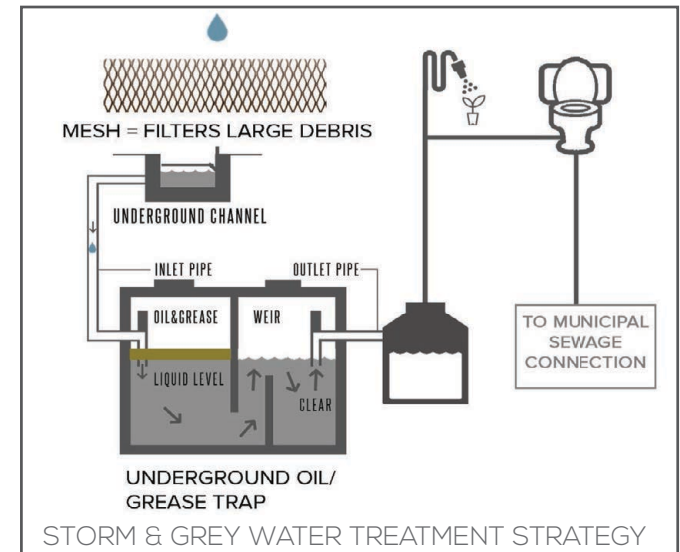 MESH = FILTERS LARGE DEBRIS
UNDERGROUND CHANNEL
INLET PIPE
OUTLET PIPE
OIL&GREASE
WEIR
LIQUID LEVEL
CLEAR
TO MUNICIPAL
SEWAGE
CONNECTION
UNDERGROUND OIL/
GREASE TRAP
STORM & GREY WATER TREATMENT STRATEGY